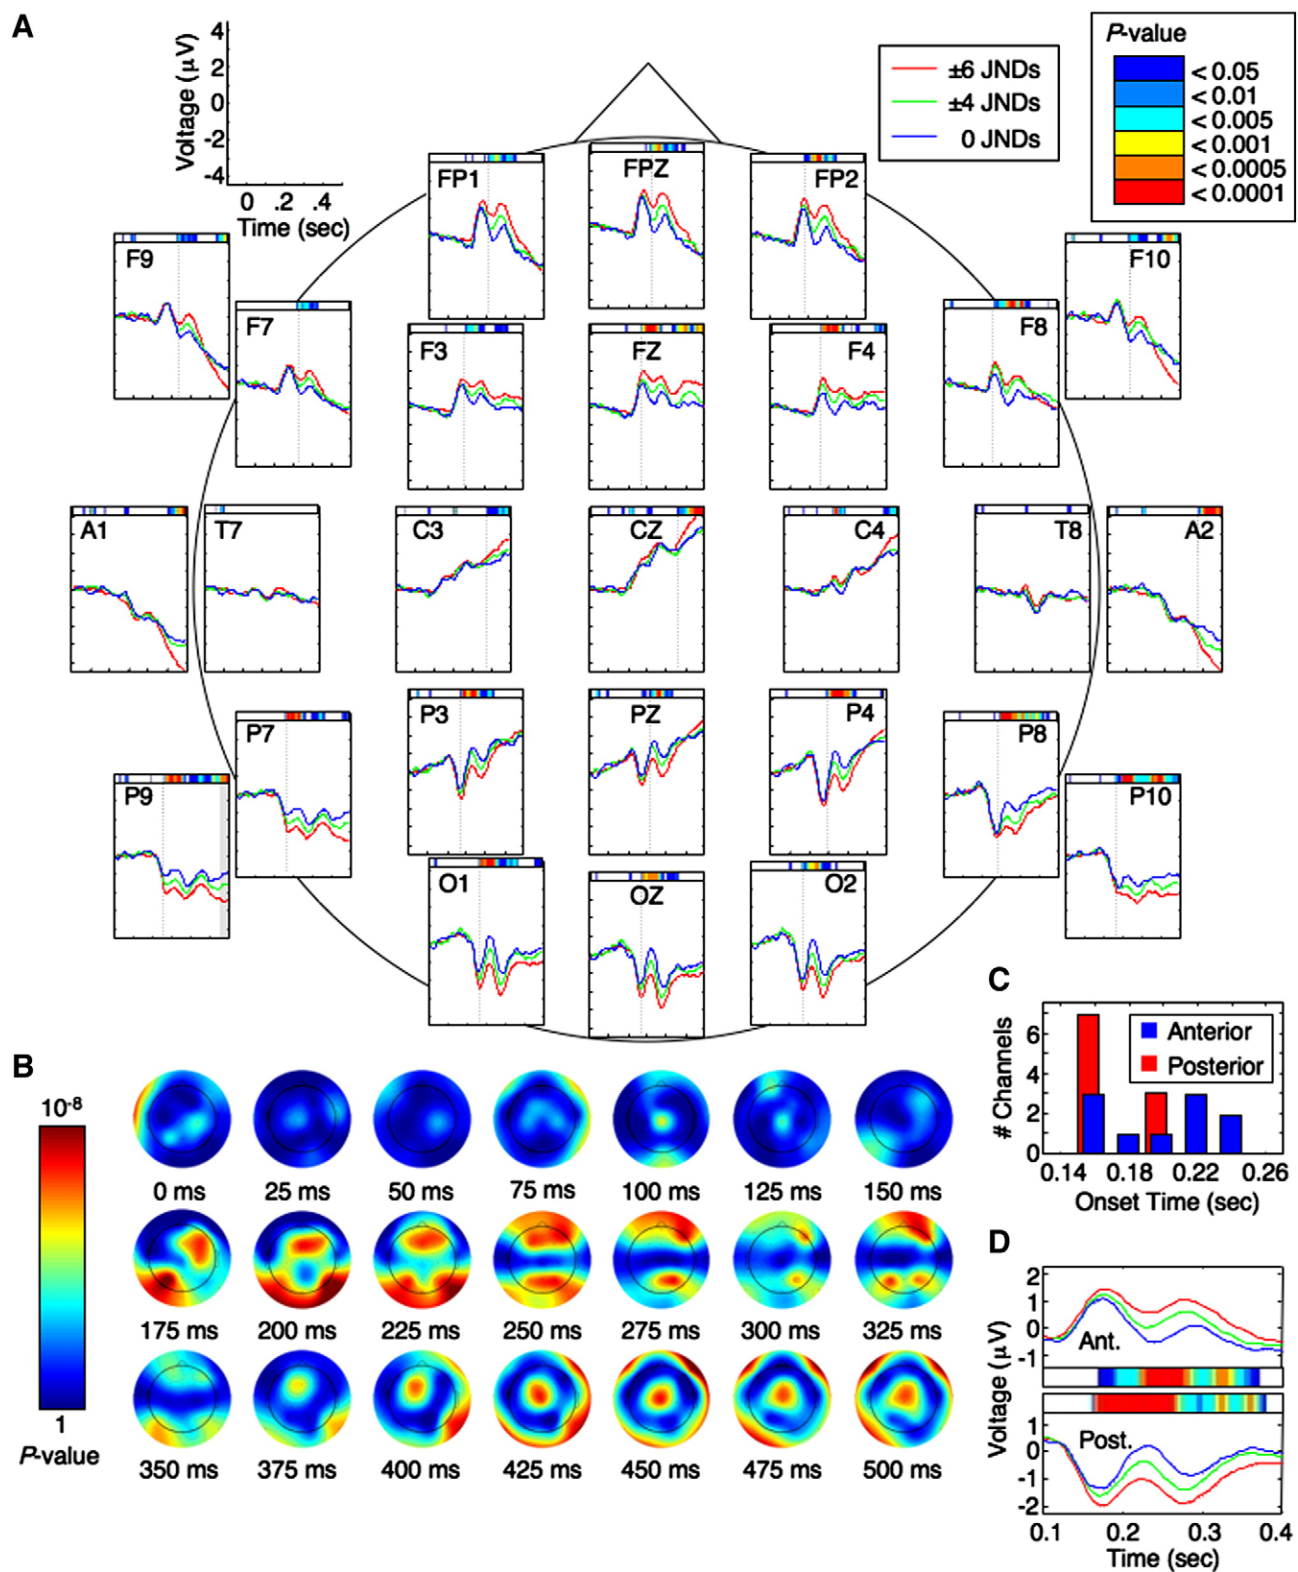 A
Voltage (μV)
4
2
0
-2
-4
0 .2 .4
Time (sec)
±6 JNDs
±4 JNDs
0 JNDs
P-value
< 0.05
< 0.01
< 0.005
< 0.001
< 0.0005
< 0.0001
FP1
FPZ
FP2
F9
F10
F7
F3
FZ
F4
F8
A1
T7
C3
CZ
C4
T8
A2
P9
P7
P3
PZ
P4
P8
P10
O1
OZ
O2
B
10-8
1
P-value
0 ms 25 ms 50 ms 75 ms 100 ms 125 ms 150 ms
175 ms 200 ms 225 ms 250 ms 275 ms 300 ms 325 ms
350 ms 375 ms 400 ms 425 ms 450 ms 475 ms 500 ms
C
# Channels
6
4
2
0
Anterior
Posterior
0.14 0.18 0.22 0.26
Onset Time (sec)
D
Voltage (μV)
2
1
0
-1
Ant.
1
0
-1
-2
Post.
0.1 0.2 0.3 0.4
Time (sec)